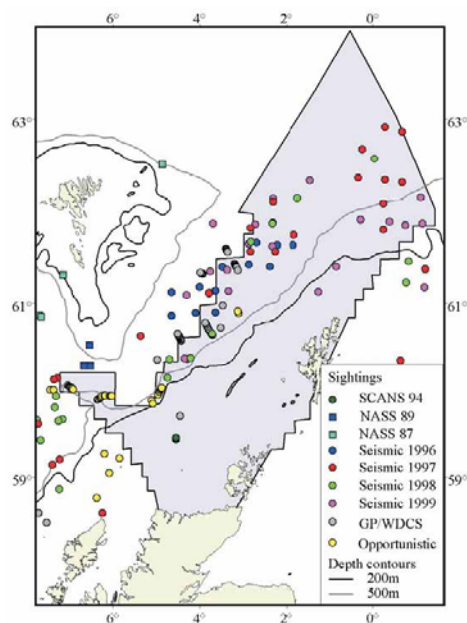 6° 4° 2° 0°
63° 63°
61° 61°
59° 59°
Sightings
SCANS 94
NASS 89
NASS 87
Seismic 1996
Seismic 1997
Seismic 1998
Seismic 1999
GP/WDCS
Opportunistic
Depth contours
200m
500m
6° 4° 2° 0°